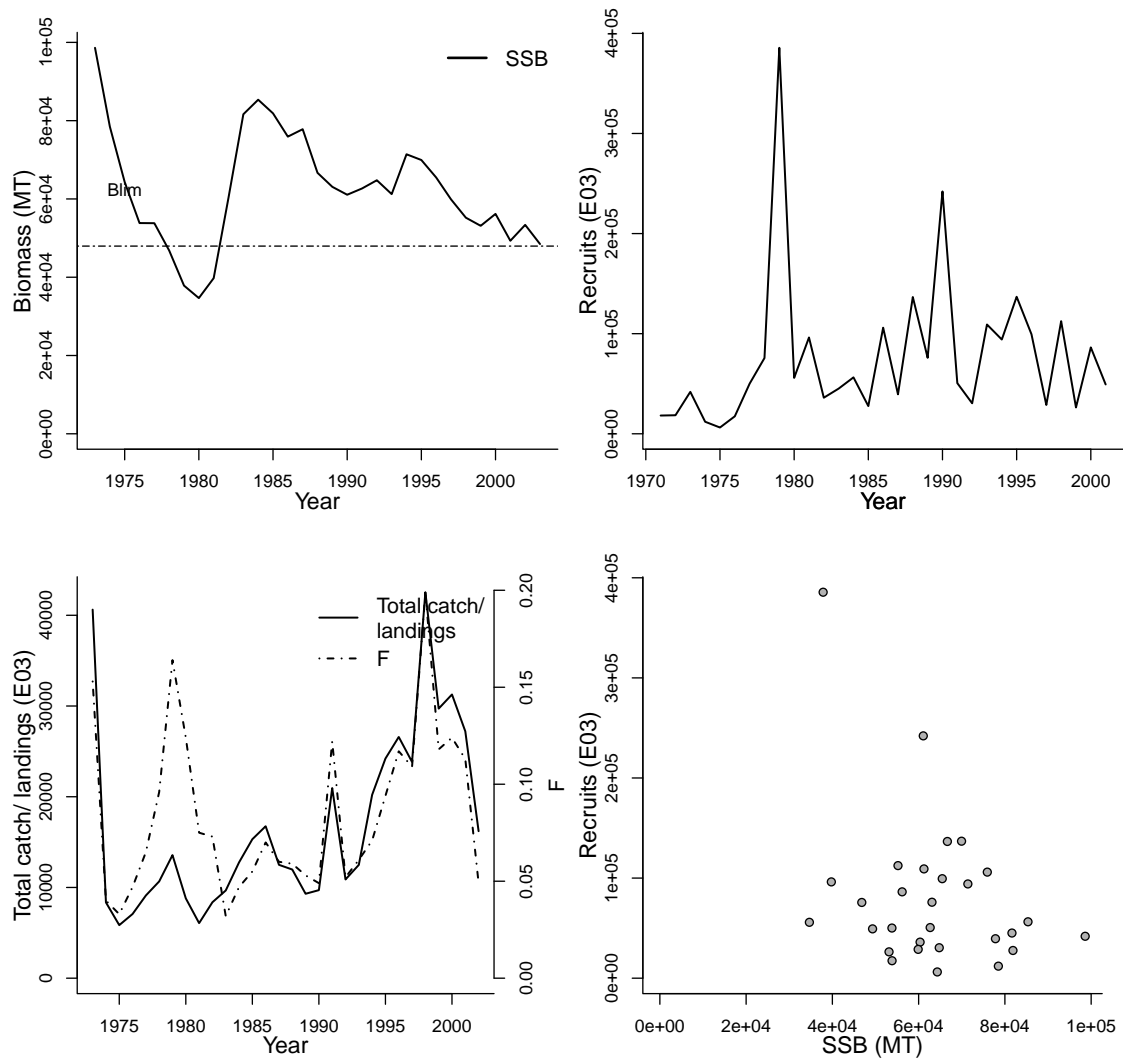 SSB
Blim
Biomass (MT)
0e+00 2e+04 4e+04 6e+04 8e+04 1e+05
1975 1980 1985 1990 1995 2000
Year
Recruits (E03)
0e+00 1e+05 2e+05 3e+05 4e+05
1970 1975 1980 1985 1990 1995 2000
Year
Total catch/
landings
F
Total catch/ landings (E03)
0 10000 20000 30000 40000
0.00 0.05 0.10 0.15 0.20
F
1975 1980 1985 1990 1995 2000
Year
Recruits (E03)
0e+00 1e+05 2e+05 3e+05 4e+05
0e+00 2e+04 4e+04 6e+04 8e+04 1e+05
SSB (MT)